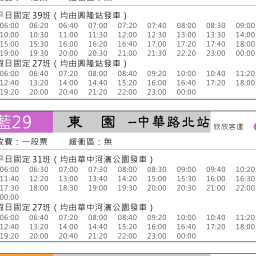 平日固定39班(均由興隆站發車)
06:00 06:20 06:40 07:00 07:20 07:40 08:00 08:30 09:00
10:00 10:30 11:00 11:30 12:00 12:30 13:00 13:30 14:00
15:00 15:30 16:00 16:20 16:40 17:00 17:20 17:40 18:00
19:00 19:30 20:00 20:30 21:00 21:30 22:20 23:00 00:00
假日固定27班(均由興隆站發車)
06:00 06:40 07:20 08:00 08:40 09:20 10:00 10:40 11:20
12:40 13:20 14:00 14:40 15:20 16:00 16:40 17:20 18:00
19:20 20:00 20:40 21:20 22:00 23:00 00:00
藍29 東 園 —中華路北站 欣欣客運
收費：一段票 緩衝區：無
平日固定31班(均由華中河濱公園發車)
06:00 06:30 07:00 07:30 08:00 08:30 09:00 09:40 10:20
11:40 12:20 13:00 13:40 14:20 15:00 15:30 16:00 16:30
17:30 18:00 18:30 19:00 19:30 20:00 20:30 21:00 22:00
00:00
假日固定27班(均由華中河濱公園發車)
06:00 06:40 07:20 08:00 08:40 09:20 10:00 10:40 11:20
12:40 13:20 14:00 14:40 15:20 16:00 16:40 17:20 18:00
19:20 20:00 20:40 21:20 22:00 23:00 00:00